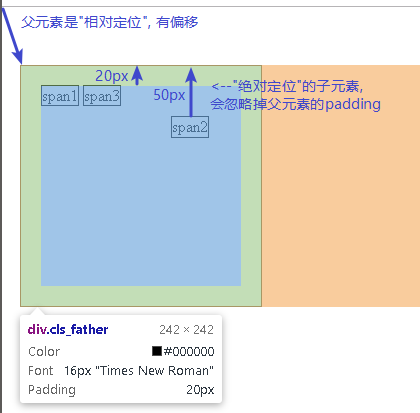 父元素是"相对定位", 有偏移
20px
50px
<--"绝对定位"的子元素,
会忽略掉父元素的padding
span1 span3
span2
div.cls_father 242 × 242
Color #000000
Font 16px "Times New Roman"
Padding 20px